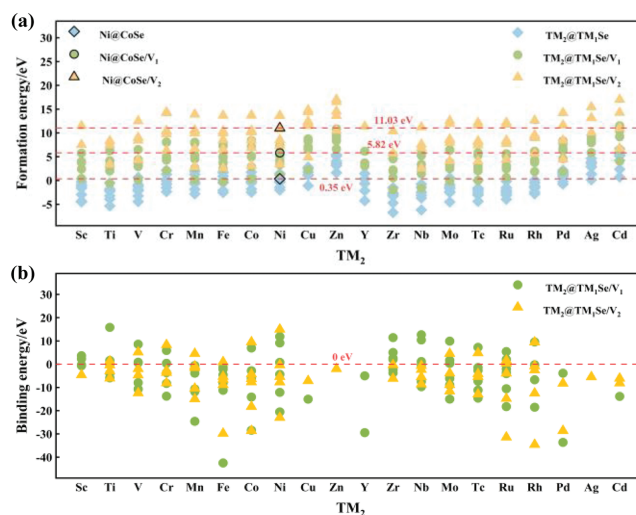 (a)
Formation energy/eV
30
25
20
15
10
5
0
-5
Ni@CoSe
Ni@CoSe/V₁
Ni@CoSe/V₂
TM₂@TM₁Se
TM₂@TM₁Se/V₁
TM₂@TM₁Se/V₂
11.03 eV
5.82 eV
0.35 eV
Sc Ti V Cr Mn Fe Co Ni Cu Zn Y Zr Nb Mo Tc Ru Rh Pd Ag Cd
TM₂
(b)
Binding energy/eV
30
20
10
0
-10
-20
-30
-40
TM₂@TM₁Se/V₁
TM₂@TM₁Se/V₂
0 eV
Sc Ti V Cr Mn Fe Co Ni Cu Zn Y Zr Nb Mo Tc Ru Rh Pd Ag Cd
TM₂